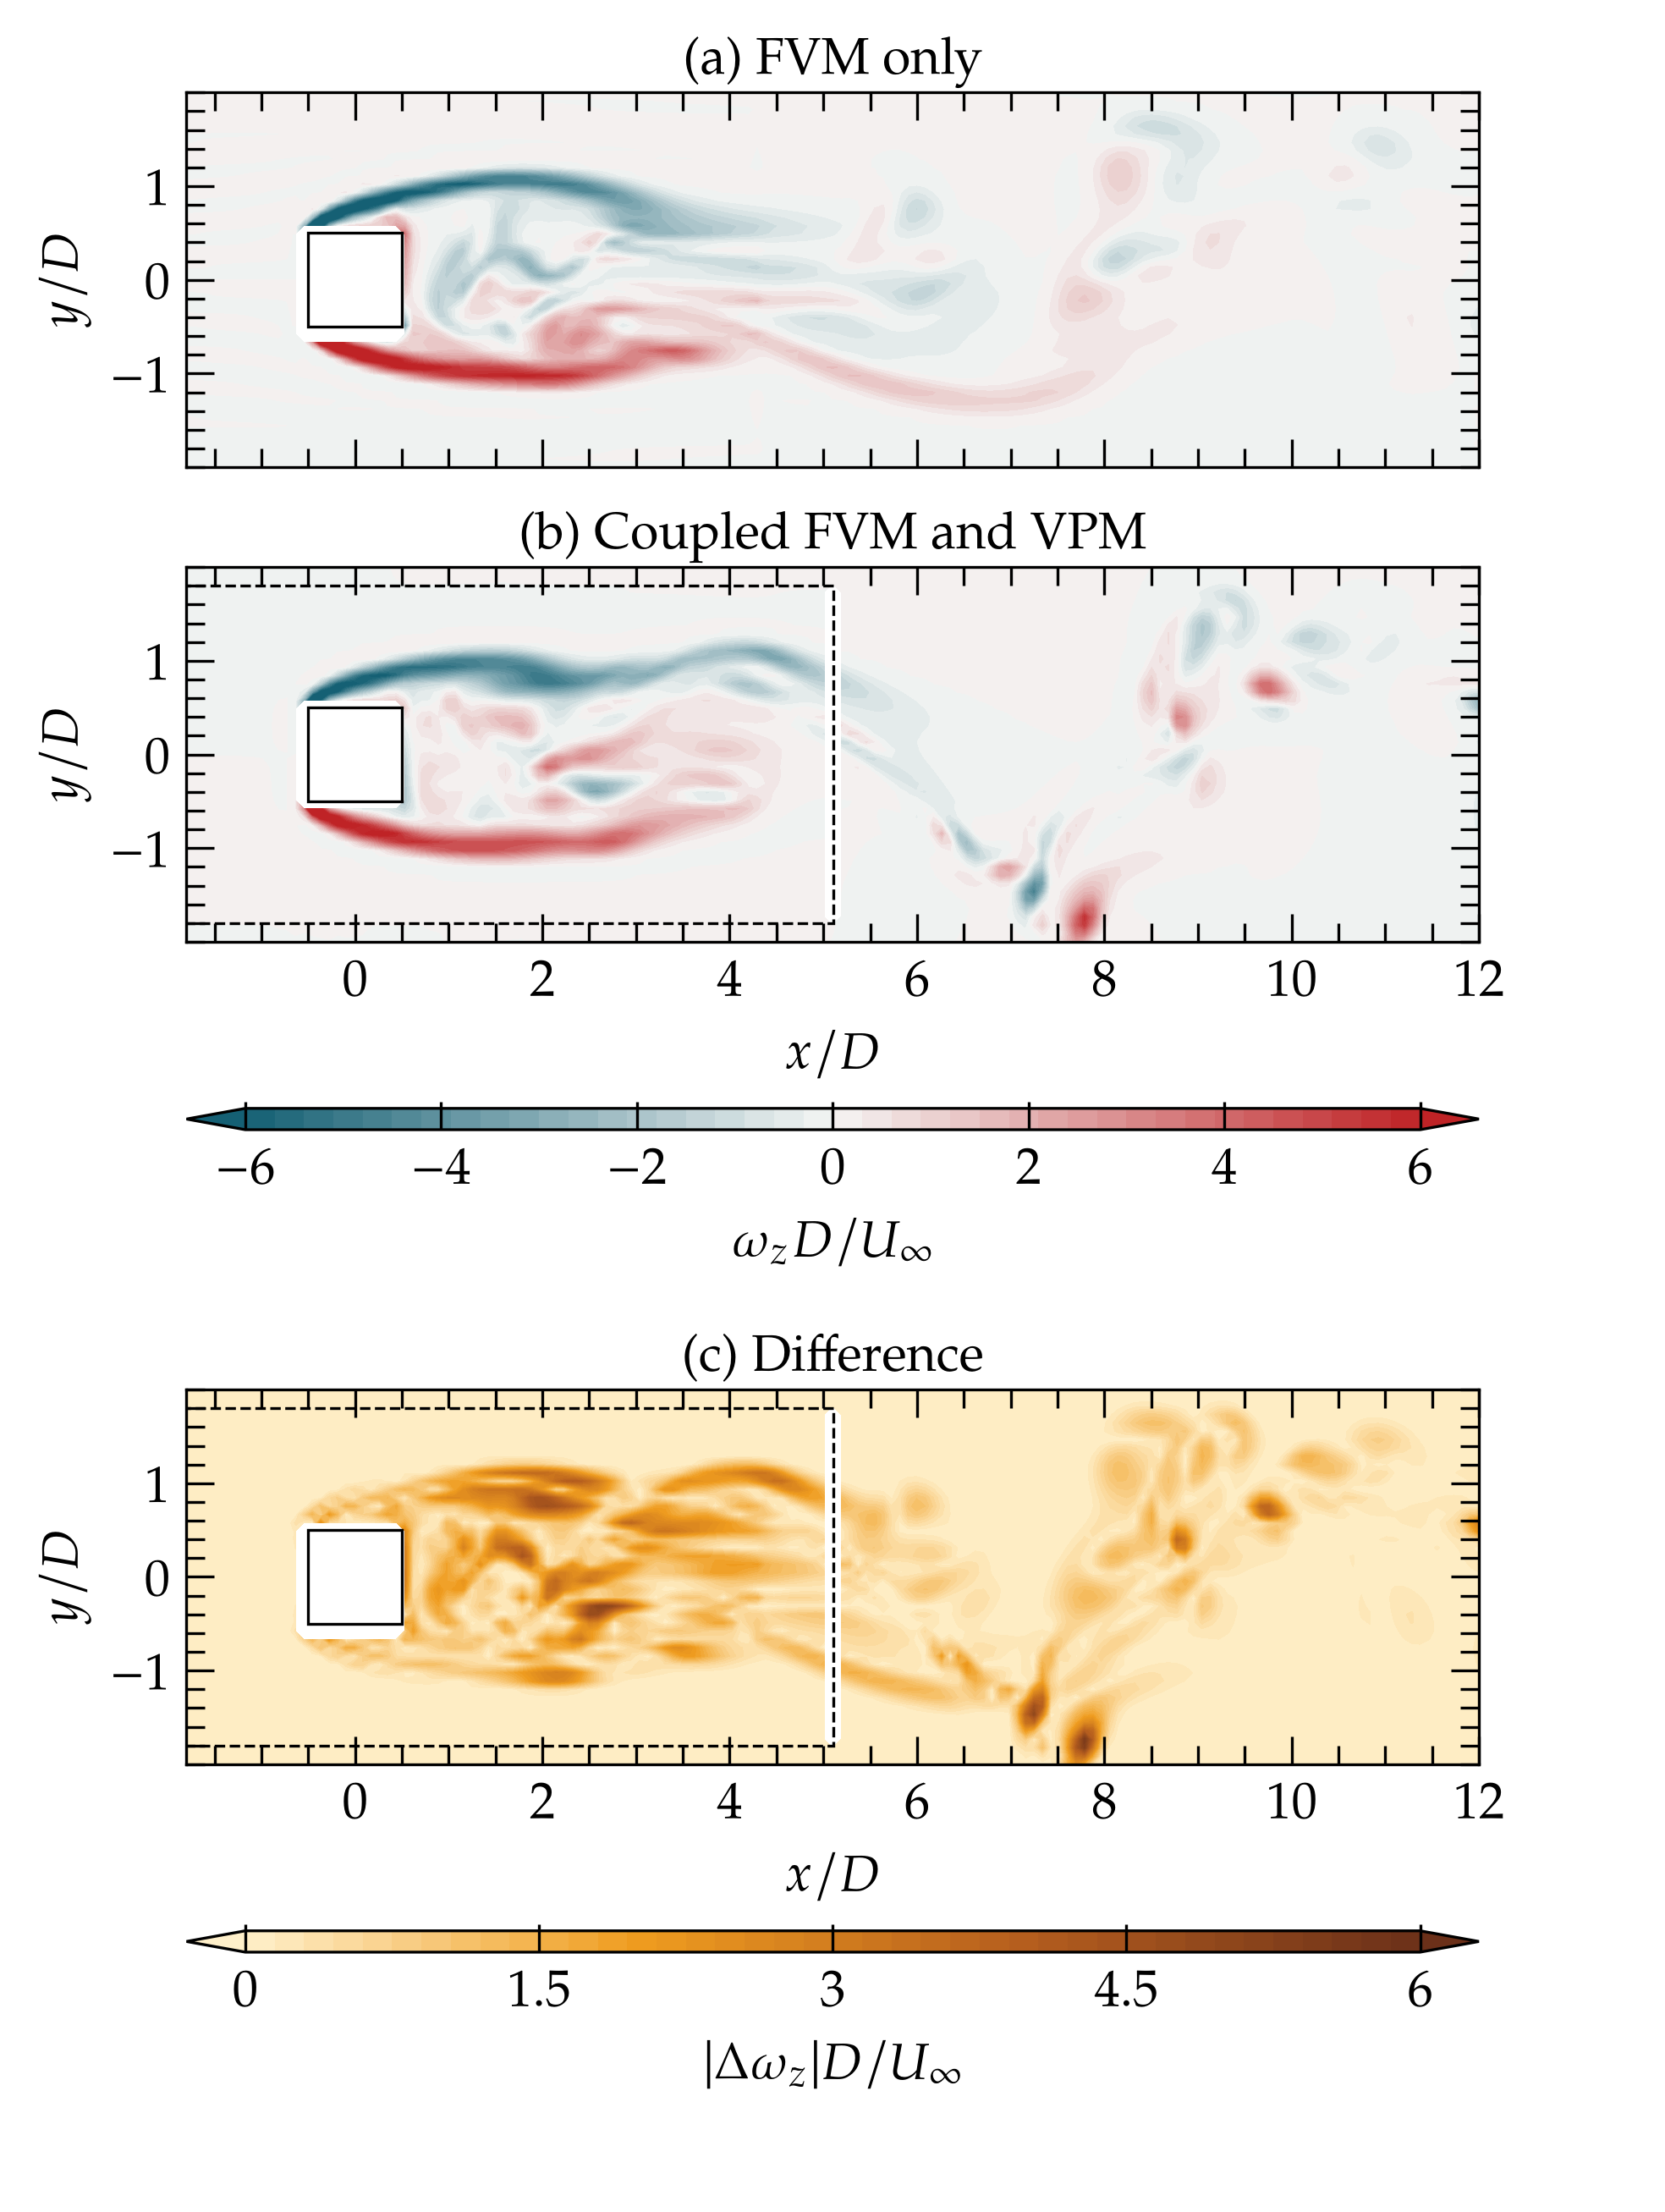 (a) FVM only
y/D
1
0
−1
(b) Coupled FVM and VPM
y/D
1
0
−1
0 2 4 6 8 10 12
x/D
−6 −4 −2 0 2 4 6
ω_z D/U_∞
(c) Difference
y/D
1
0
−1
0 2 4 6 8 10 12
x/D
0 1.5 3 4.5 6
|Δω_z|D/U_∞